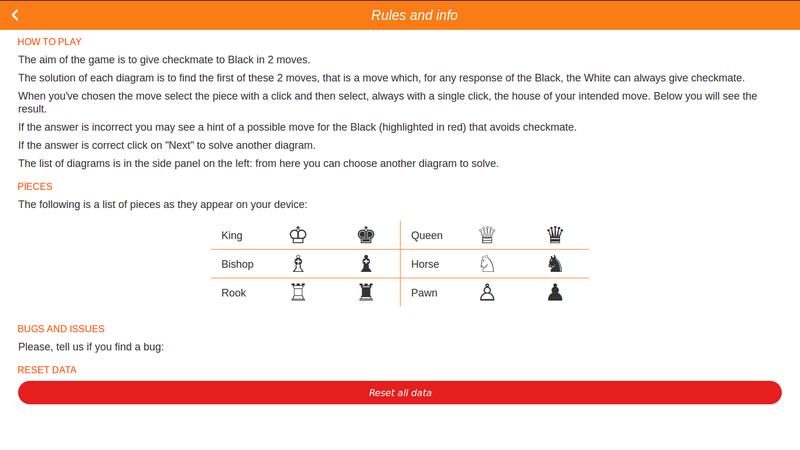 Rules and info
HOW TO PLAY
The aim of the game is to give checkmate to Black in 2 moves.
The solution of each diagram is to find the first of these 2 moves, that is a move which, for any response of the Black, the White can always give checkmate.
When you've chosen the move select the piece with a click and then select, always with a single click, the house of your intended move. Below you will see the
result.
If the answer is incorrect you may see a hint of a possible move for the Black (highlighted in red) that avoids checkmate.
If the answer is correct click on "Next" to solve another diagram.
The list of diagrams is in the side panel on the left: from here you can choose another diagram to solve.
PIECES
The following is a list of pieces as they appear on your device:
King ♔ ♚ Queen ♕ ♛
Bishop ♗ ♝ Horse ♘ ♞
Rook ♖ ♜ Pawn ♙ ♟
BUGS AND ISSUES
Please, tell us if you find a bug:
RESET DATA
Reset all data